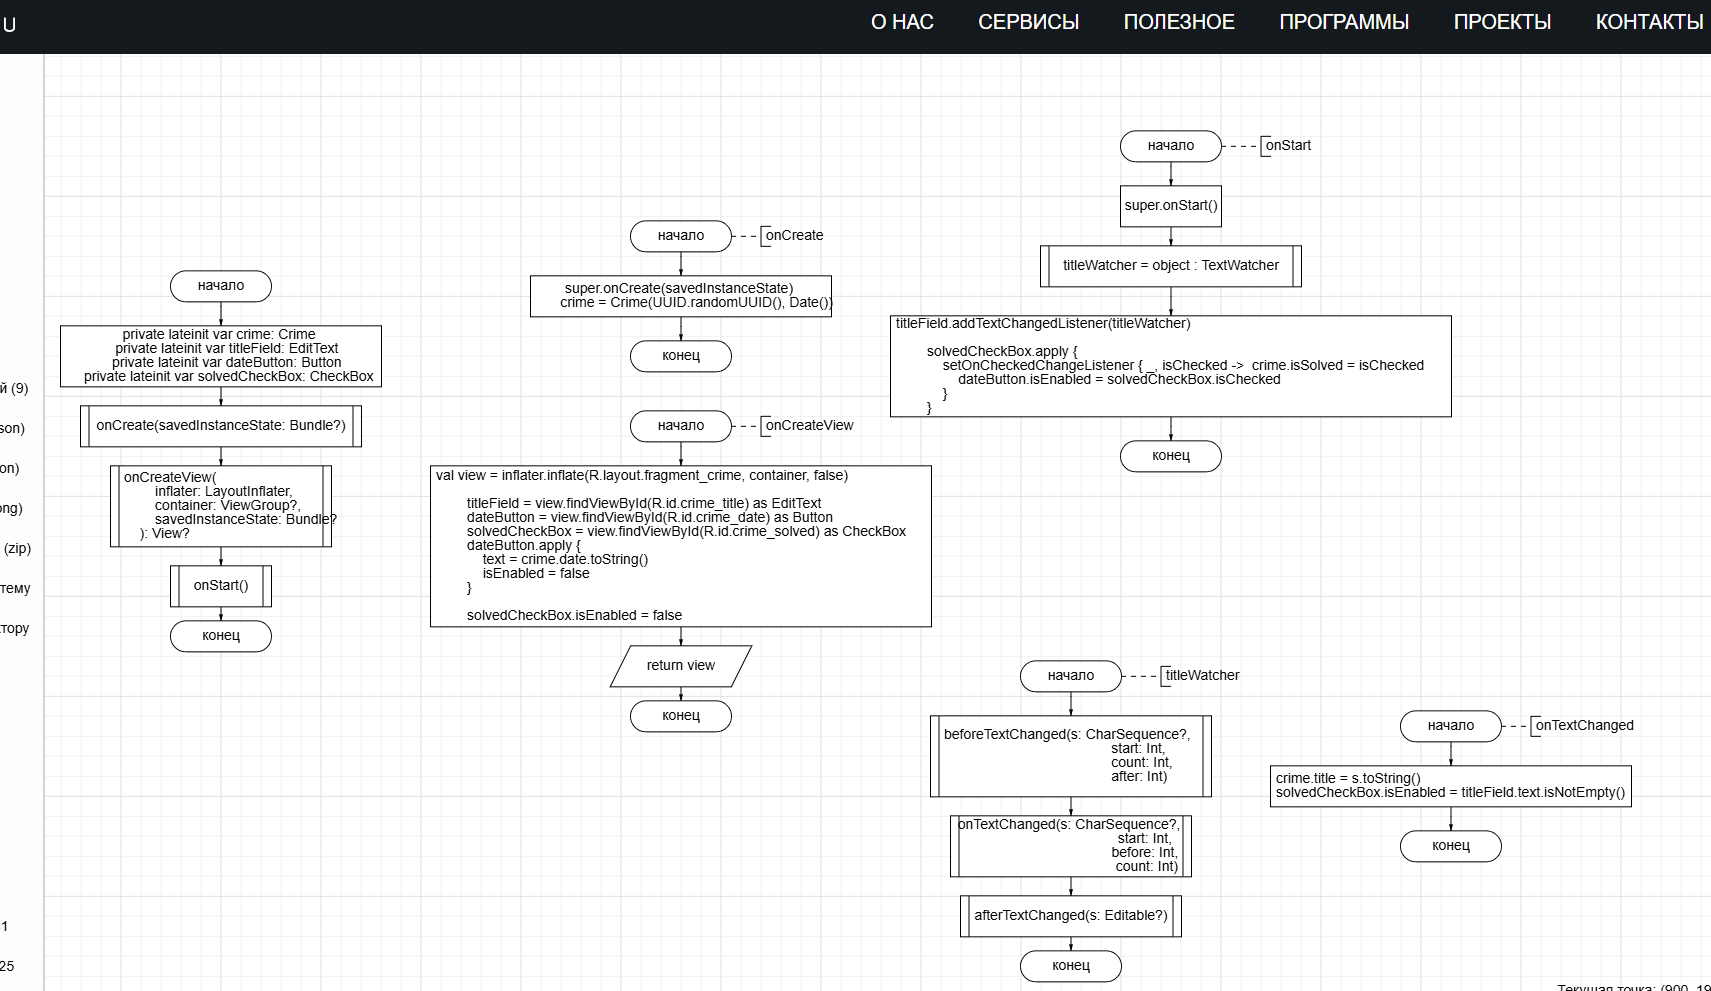 U
О НАС
СЕРВИСЫ
ПОЛЕЗНОЕ
ПРОГРАММЫ
ПРОЕКТЫ
КОНТАКТЫ
й (9)
son)
on)
ong)
(zip)
тему
тору
1
25
начало
private lateinit var crime: Crime
private lateinit var titleField: EditText
private lateinit var dateButton: Button
private lateinit var solvedCheckBox: CheckBox
onCreate(savedInstanceState: Bundle?)
onCreateView(
inflater: LayoutInflater,
container: ViewGroup?,
savedInstanceState: Bundle?
): View?
onStart()
конец
начало
onCreate
super.onCreate(savedInstanceState)
crime = Crime(UUID.randomUUID(), Date())
конец
начало
onCreateView
val view = inflater.inflate(R.layout.fragment_crime, container, false)
titleField = view.findViewById(R.id.crime_title) as EditText
dateButton = view.findViewById(R.id.crime_date) as Button
solvedCheckBox = view.findViewById(R.id.crime_solved) as CheckBox
dateButton.apply {
text = crime.date.toString()
isEnabled = false
}
solvedCheckBox.isEnabled = false
return view
конец
начало
onStart
super.onStart()
titleWatcher = object : TextWatcher
titleField.addTextChangedListener(titleWatcher)
solvedCheckBox.apply {
setOnCheckedChangeListener { _, isChecked -> crime.isSolved = isChecked
dateButton.isEnabled = solvedCheckBox.isChecked
}
}
конец
начало
titleWatcher
beforeTextChanged(s: CharSequence?,
start: Int,
count: Int,
after: Int)
onTextChanged(s: CharSequence?,
start: Int,
before: Int,
count: Int)
afterTextChanged(s: Editable?)
конец
начало
onTextChanged
crime.title = s.toString()
solvedCheckBox.isEnabled = titleField.text.isNotEmpty()
конец
Текущая точка: (900, 19